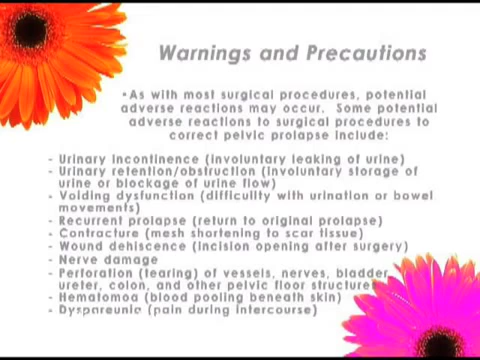 Warnings and Precautions
•As with most surgical procedures, potential
adverse reactions may occur. Some potential
adverse reactions to surgical procedures to
correct pelvic prolapse include:
- Urinary Incontinence (involuntary leaking of urine)
- Urinary retention/obstruction (involuntary storage of
urine or blockage of urine flow)
- Voiding dysfunction (difficulty with urination or bowel
movements)
- Recurrent prolapse (return to original prolapse)
- Contracture (mesh shortening to scar tissue)
- Wound dehiscence (incision opening after surgery)
- Nerve damage
- Perforation (tearing) of vessels, nerves, bladder,
ureter, colon, and other pelvic floor structures
- Hematomoa (blood pooling beneath skin)
- Dyspareunia (pain during intercourse)